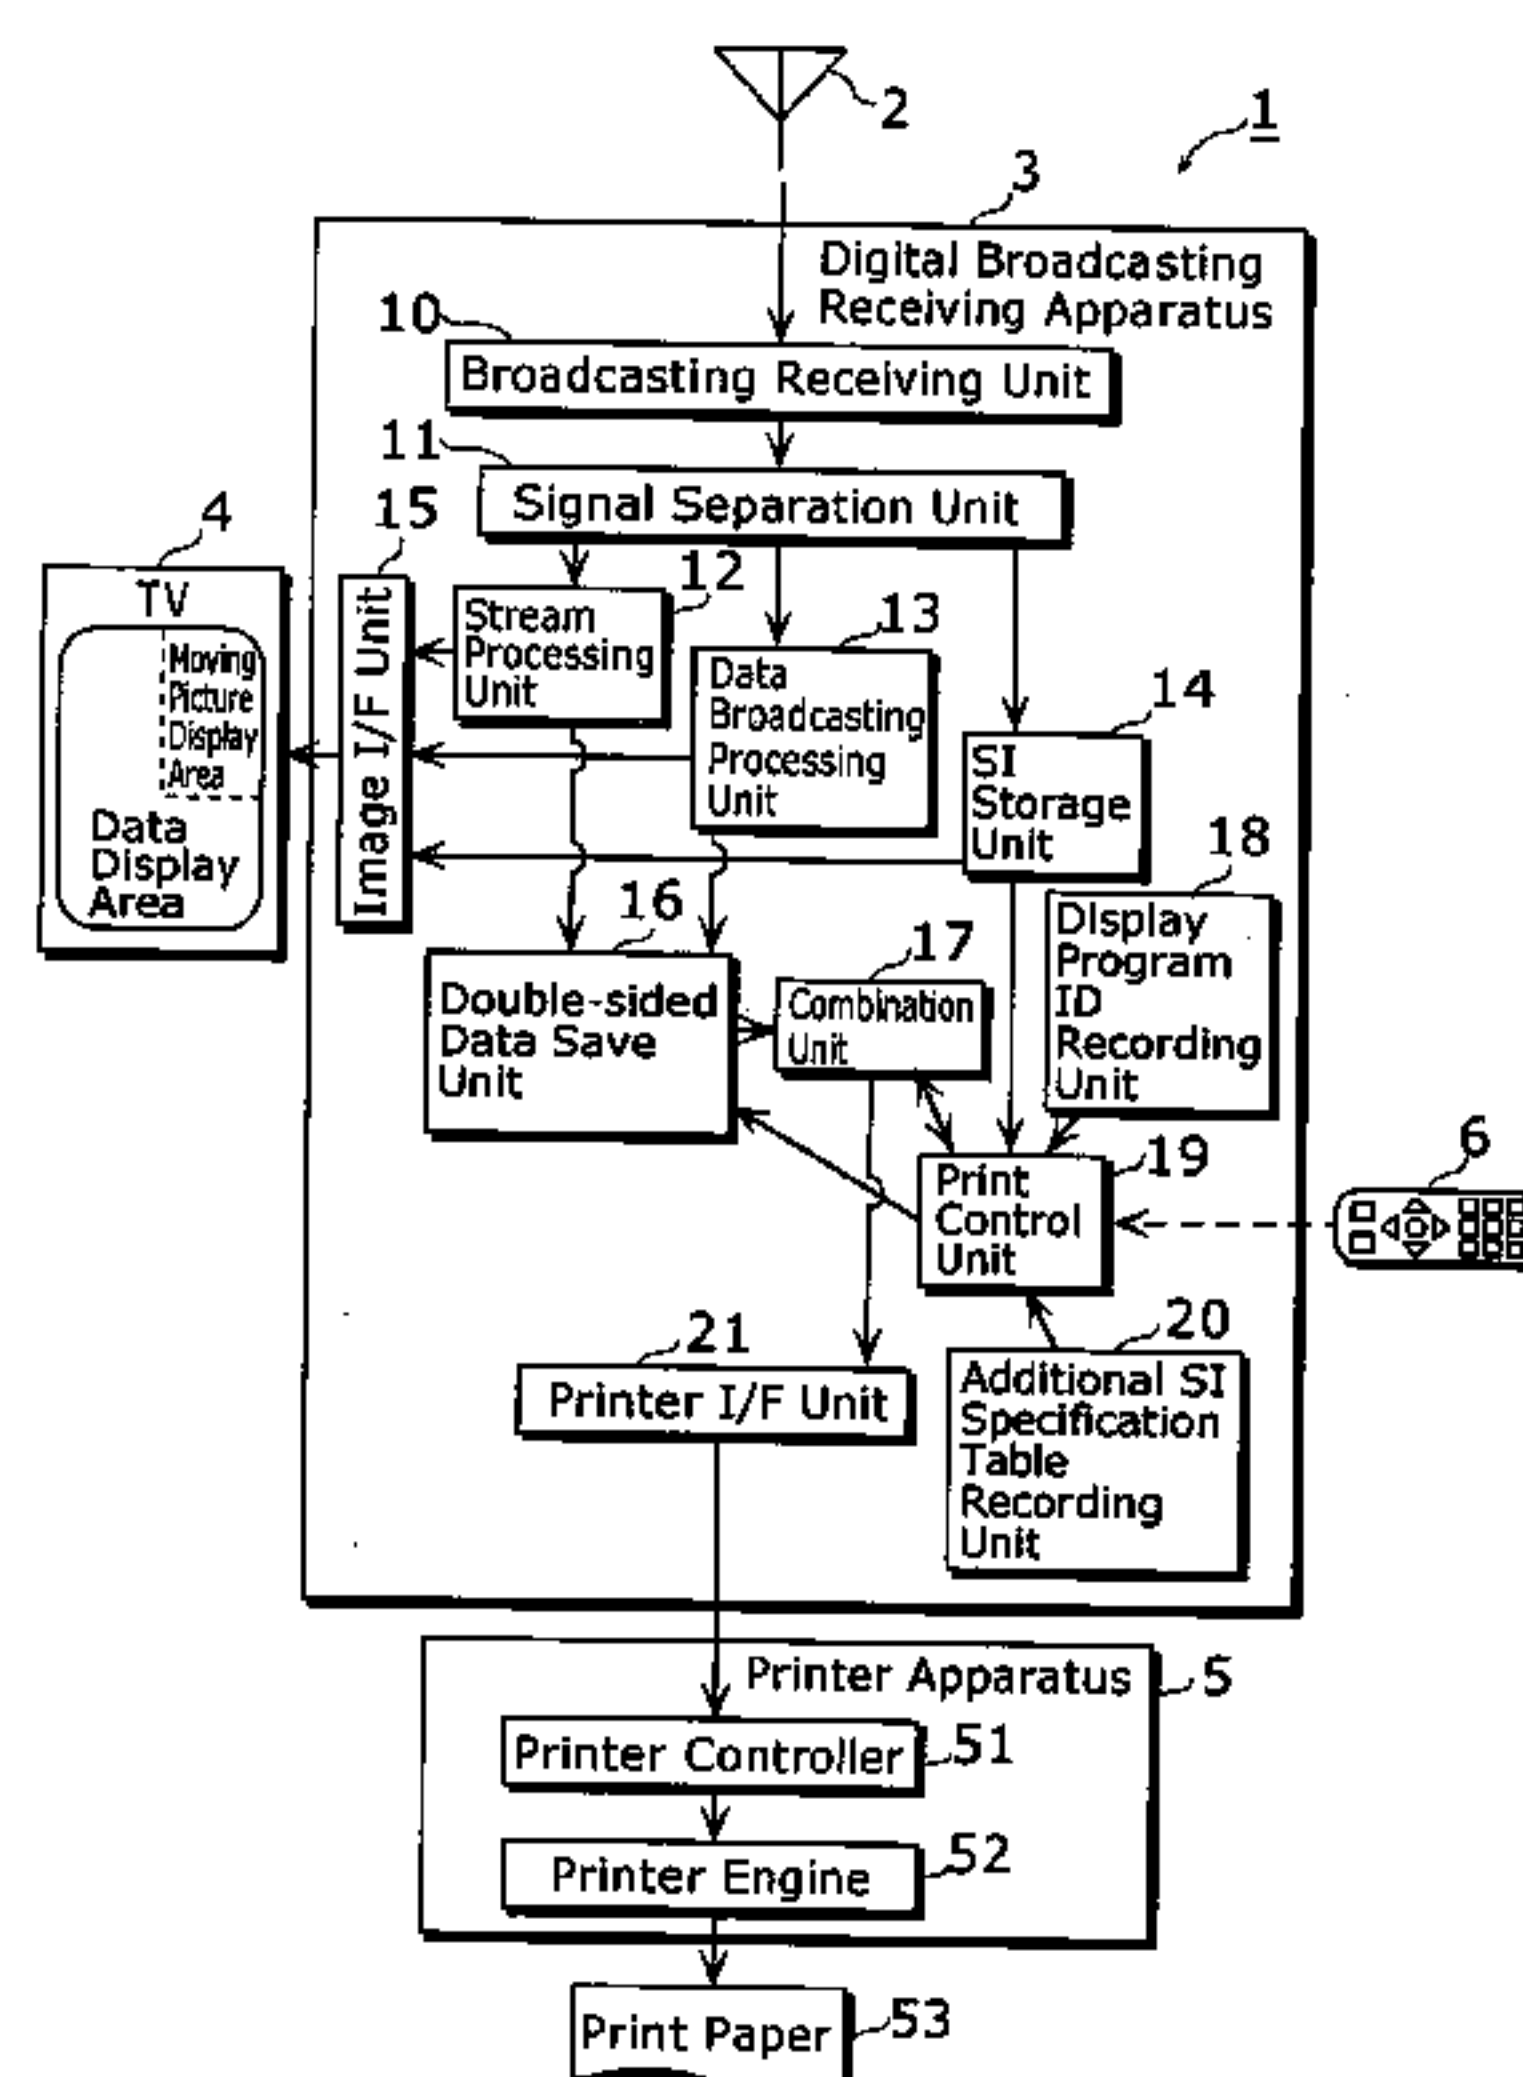 2
1
3
Digital Broadcasting
Receiving Apparatus
10
Broadcasting Receiving Unit
11
Signal Separation Unit
15
Image I/F Unit
4
TV
Moving
Picture
Display
Area
Data
Display
Area
12
Stream
Processing
Unit
13
Data
Broadcasting
Processing
Unit
14
SI
Storage
Unit
18
Display
Program
ID
Recording
Unit
16
Double-sided
Data Save
Unit
17
Combination
Unit
19
Print
Control
Unit
6
20
Additional SI
Specification
Table
Recording
Unit
21
Printer I/F Unit
Printer Apparatus
5
Printer Controller
51
Printer Engine
52
Print Paper
53